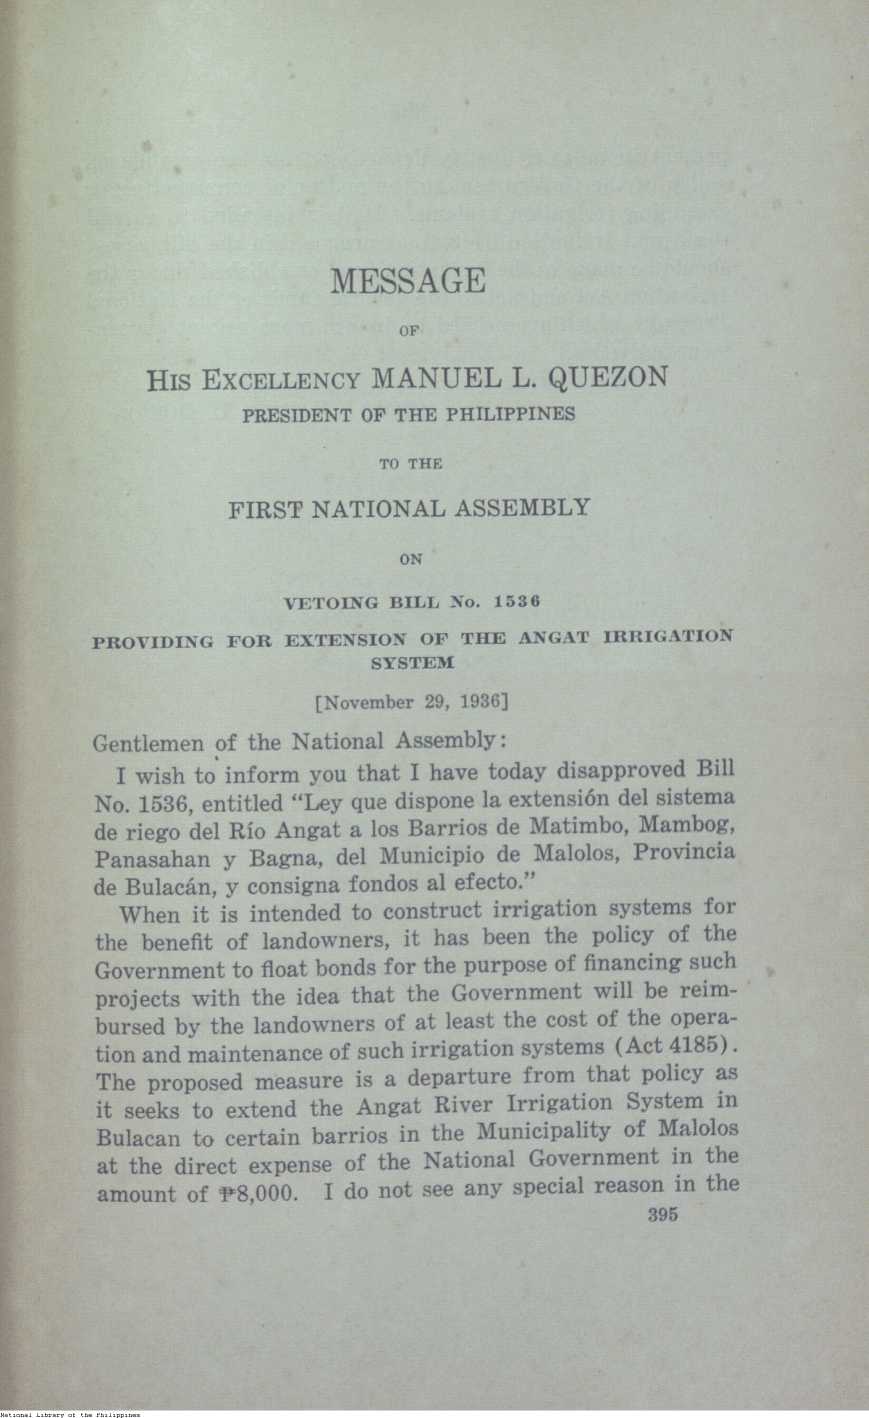 MESSAGE
OF
HIS EXCELLENCY MANUEL L. QUEZON
PRESIDENT OF THE PHILIPPINES
TO THE
FIRST NATIONAL ASSEMBLY
ON
VETOING BILL No. 1536
PROVIDING FOR EXTENSION OF THE ANGAT IRRIGATION
SYSTEM
[November 29, 1936]
Gentlemen of the National Assembly:
I wish to inform you that I have today disapproved Bill
No. 1536, entitled “Ley que dispone la extensión del sistema
de riego del Río Angat a los Barrios de Matimbo, Mambog,
Panasahan y Bagna, del Municipio de Malolos, Provincia
de Bulacán, y consigna fondos al efecto.”
When it is intended to construct irrigation systems for
the benefit of landowners, it has been the policy of the
Government to float bonds for the purpose of financing such
projects with the idea that the Government will be reim-
bursed by the landowners of at least the cost of the opera-
tion and maintenance of such irrigation systems (Act 4185).
The proposed measure is a departure from that policy as
it seeks to extend the Angat River Irrigation System in
Bulacan to certain barrios in the Municipality of Malolos
at the direct expense of the National Government in the
amount of ₱8,000. I do not see any special reason in the
395
National Library of the Philippines